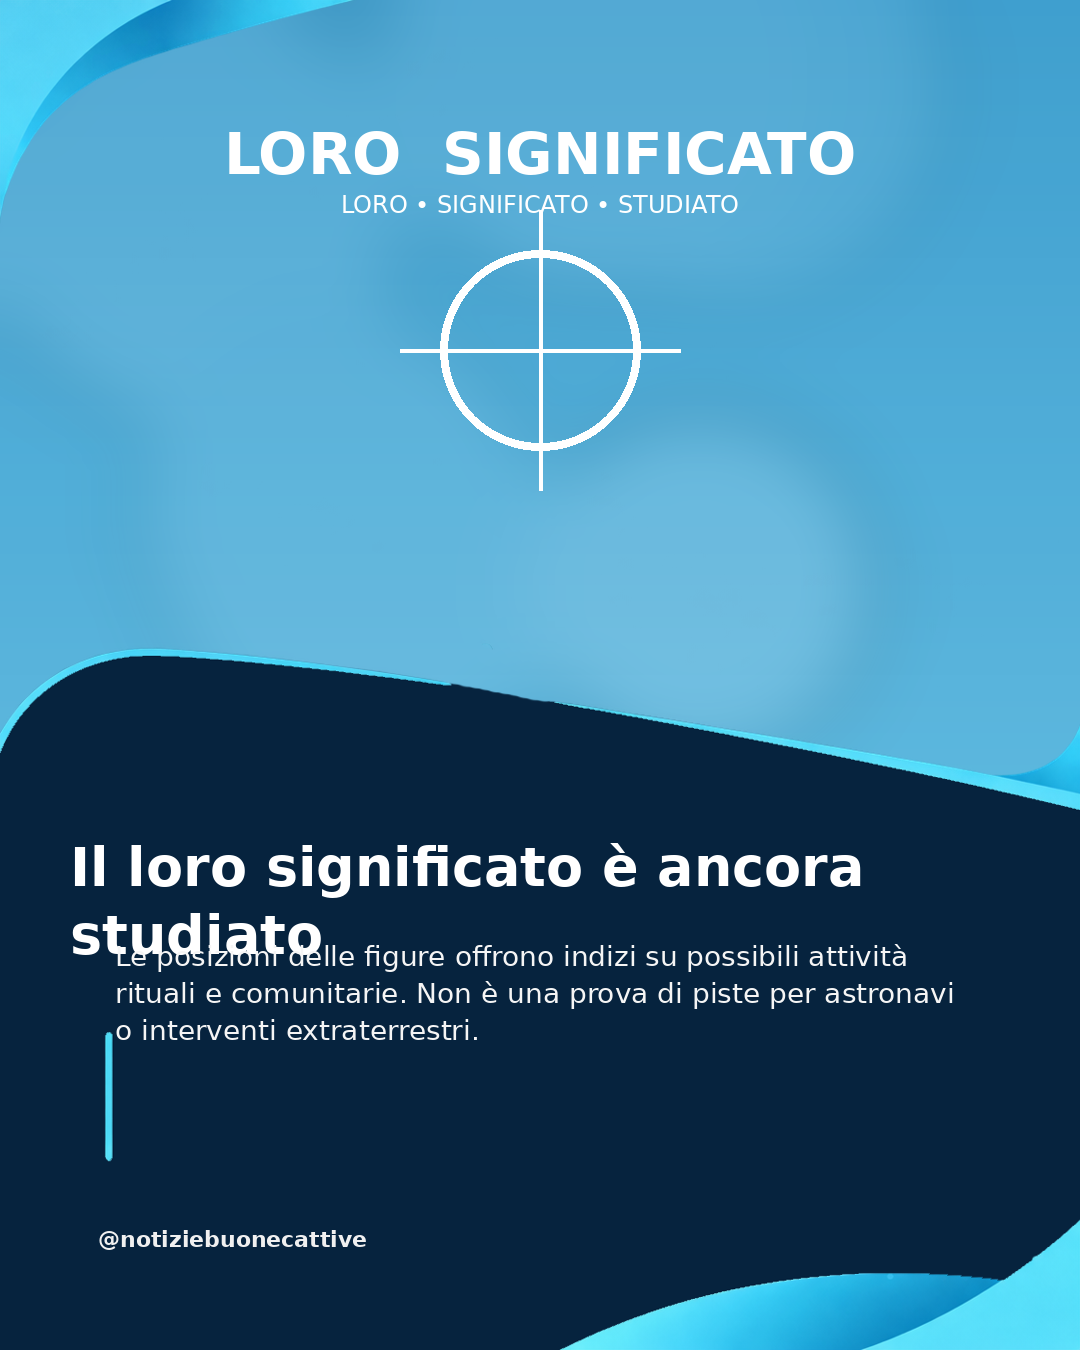 LORO SIGNIFICATO
LORO • SIGNIFICATO • STUDIATO
Il loro significato è ancora
studiato
Le posizioni delle figure offrono indizi su possibili attività
rituali e comunitarie. Non è una prova di piste per astronavi
o interventi extraterrestri.
@notiziebuonecattive